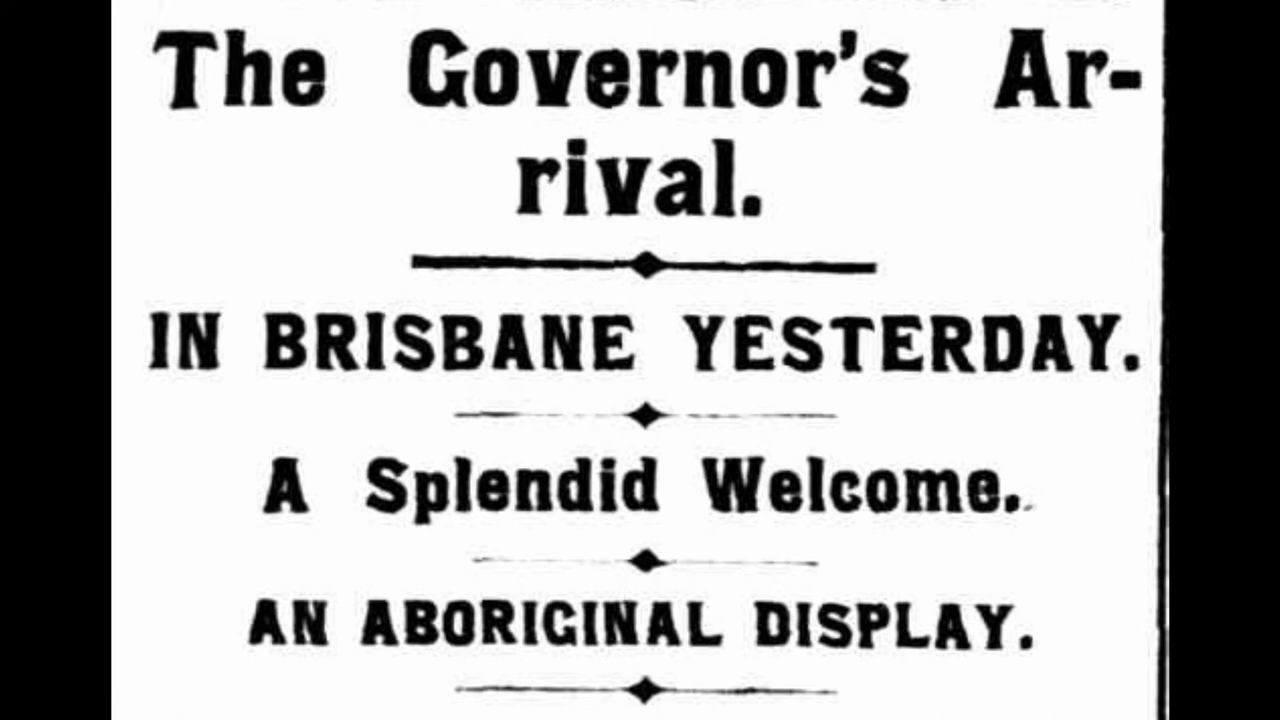 The Governor's Ar-
rival.
IN BRISBANE YESTERDAY.
A Splendid Welcome.
AN ABORIGINAL DISPLAY.